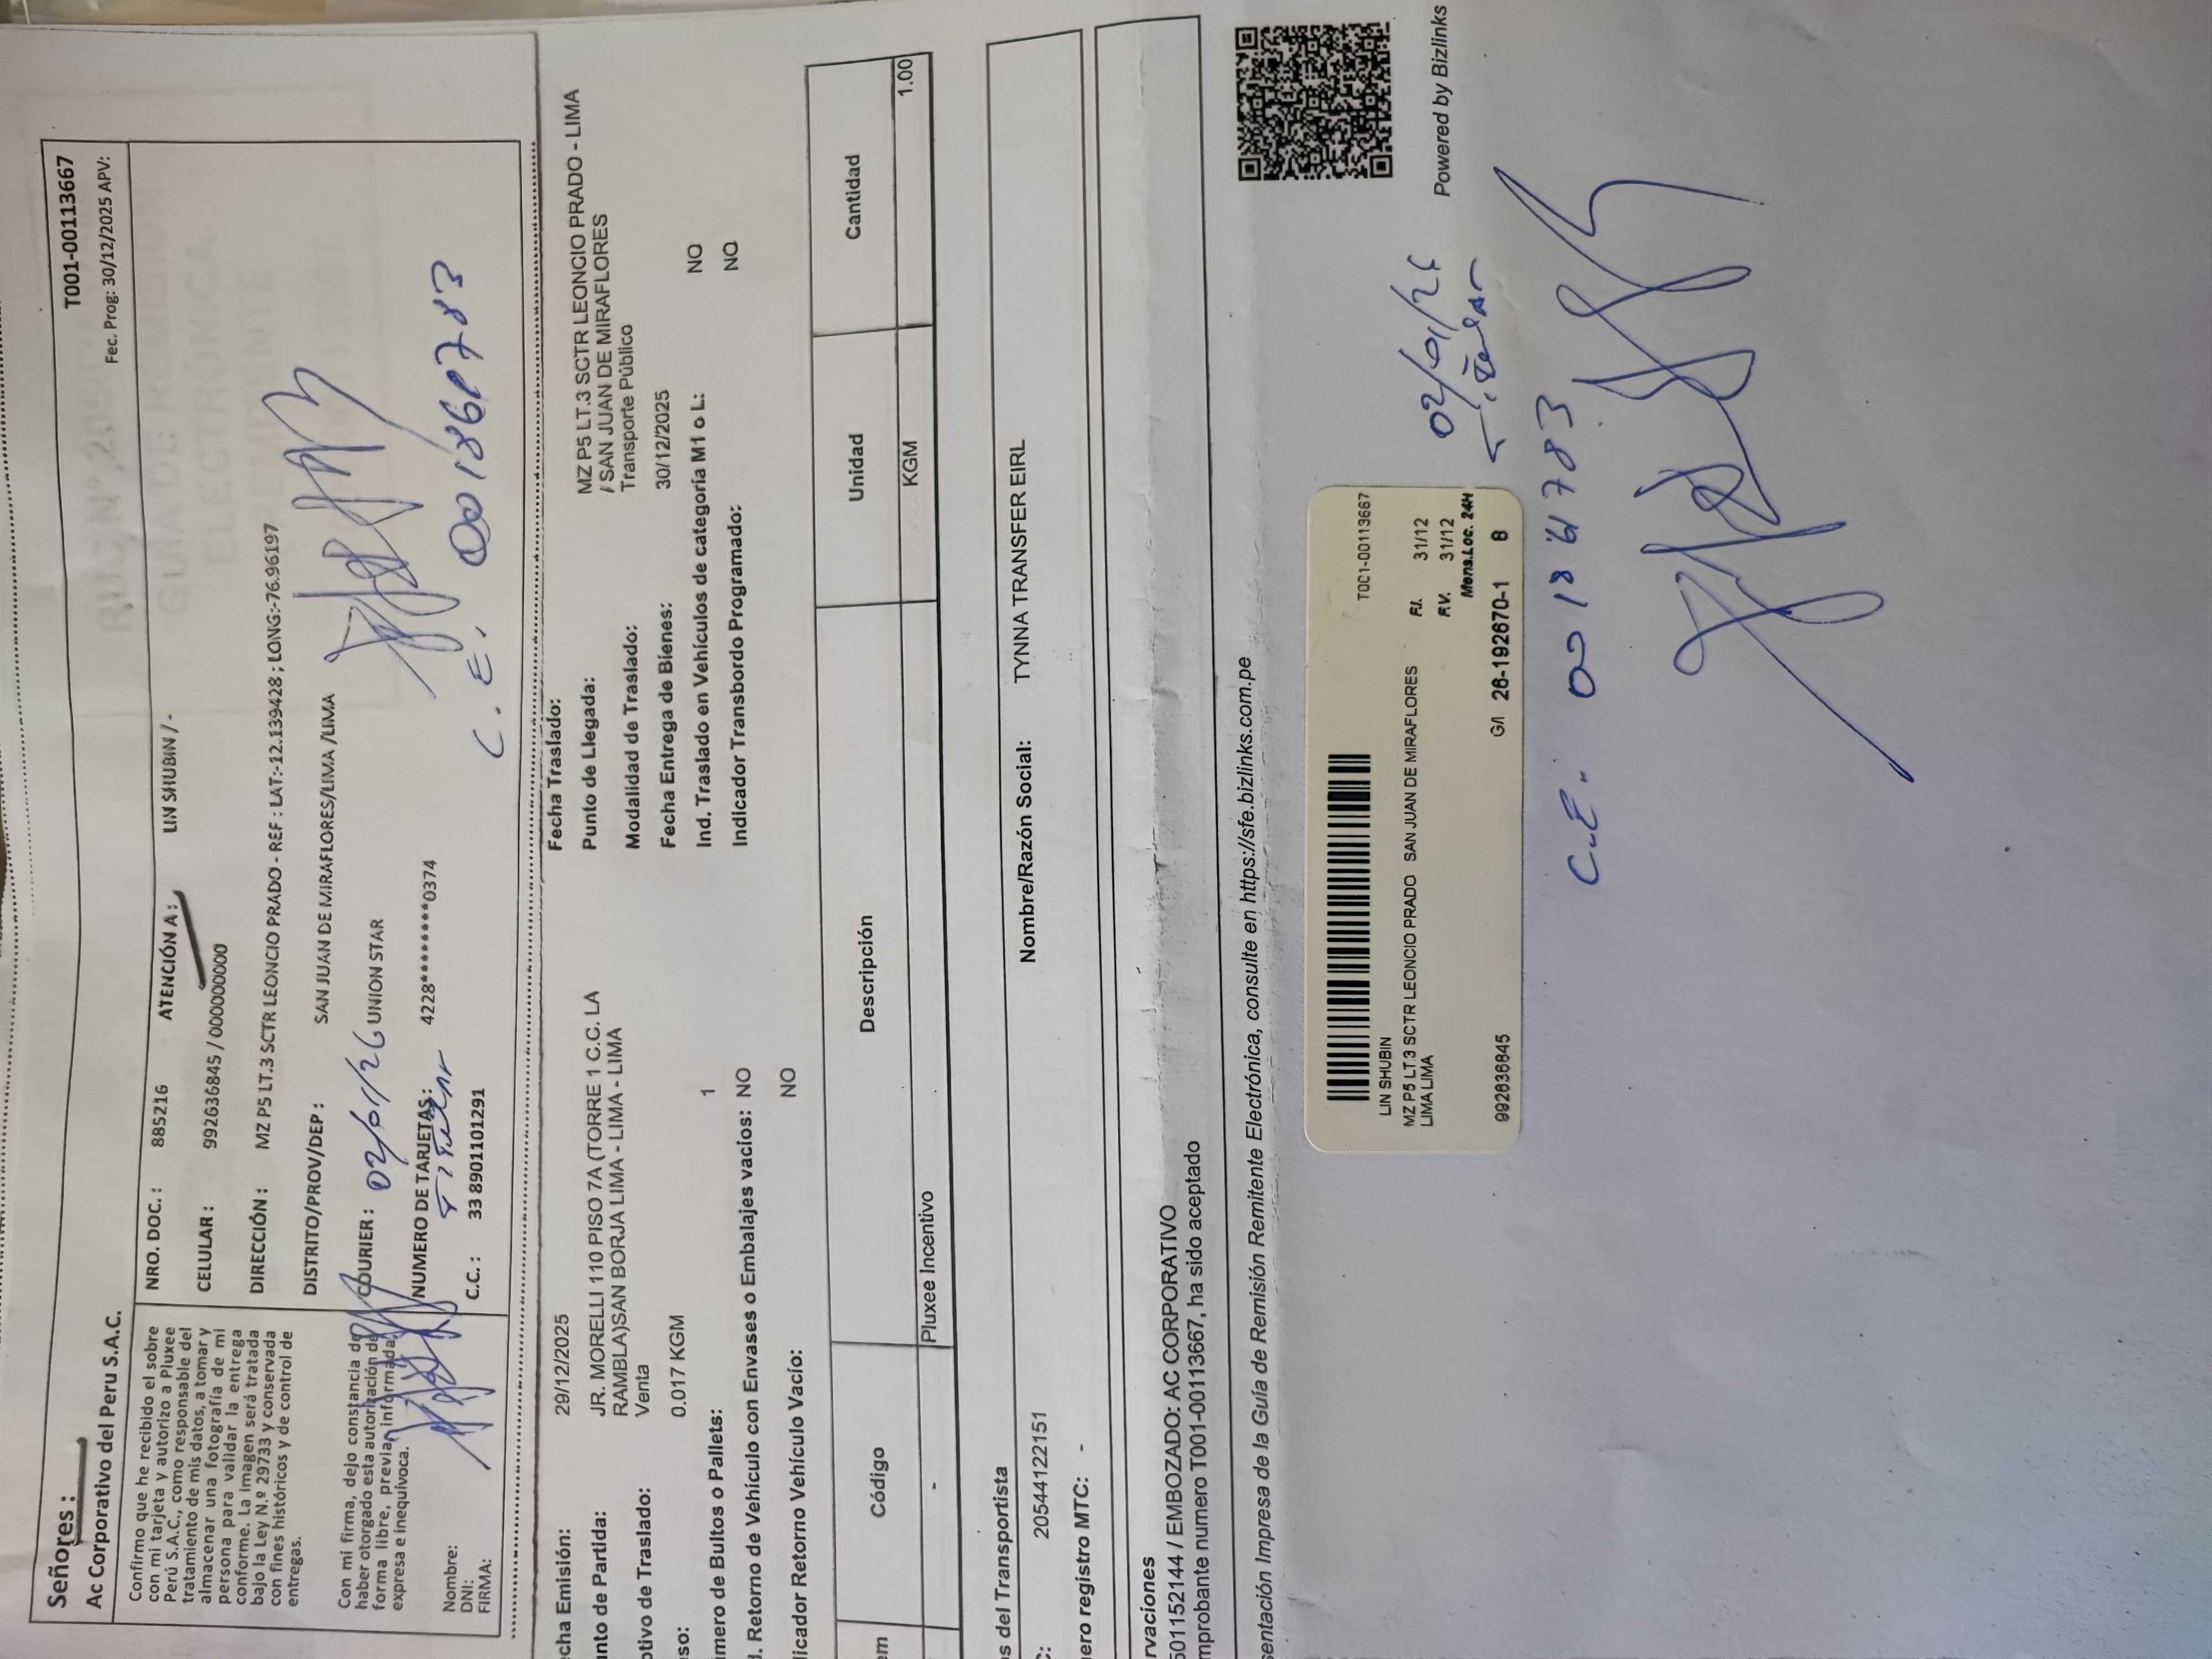 Señores :
Ac Corporativo del Peru S.A.C.
T001-00113667
Fec. Prog: 30/12/2025 APV:
Confirmo que he recibido el sobre
con mi tarjeta y autorizo a Pluxee
Perú S.A.C., como responsable del
tratamiento de mis datos, a tomar y
almacenar una fotografía de mi
persona para validar la entrega
conforme. La imagen será tratada
bajo la Ley N.º 29733 y conservada
con fines históricos y de control de
entregas.
Con mi firma, dejo constancia de
haber otorgado esta autorización de
forma libre, previa, informada,
expresa e inequívoca.
Nombre:
DNI:
FIRMA:
NRO. DOC. : 885216 ATENCIÓN A : LIN SHUBIN / -
CELULAR : 992636845 / 000000000
DIRECCIÓN : MZ P5 LT.3 SCTR LEONCIO PRADO - REF : LAT:-12.139428 ; LONG:-76.96197
DISTRITO/PROV/DEP : SAN JUAN DE MIRAFLORES/LIMA /LIMA
COURIER : 02/01/26 UNION STAR
NUMERO DE TARJETAS : 4228*********0374
C.C. : 33 8901101291
C.E. 001861783
cha Emisión: 29/12/2025
nto de Partida: JR. MORELLI 110 PISO 7A (TORRE 1 C.C. LA
RAMBLA)SAN BORJA LIMA - LIMA - LIMA
otivo de Traslado: Venta
so: 0.017 KGM
mero de Bultos o Pallets: 1
d. Retorno de Vehículo con Envases o Embalajes vacíos: NO
licador Retorno Vehículo Vacío: NO
Fecha Traslado:
Punto de Llegada: MZ P5 LT.3 SCTR LEONCIO PRADO - LIMA
/ SAN JUAN DE MIRAFLORES
Modalidad de Traslado: Transporte Público
Fecha Entrega de Bienes: 30/12/2025
Ind. Traslado en Vehículos de categoría M1 o L: NO
Indicador Transbordo Programado: NO
em Código Descripción Unidad Cantidad
- Pluxee Incentivo KGM 1.00
s del Transportista
C: 20544122151 Nombre/Razón Social: TYNNA TRANSFER EIRL
nero registro MTC: -
rvaciones
501152144 / EMBOZADO: AC CORPORATIVO
mprobante numero T001-00113667, ha sido aceptado
sentación Impresa de la Guía de Remisión Remitente Electrónica, consulte en https://sfe.bizlinks.com.pe
Powered by Bizlinks
T001-00113667
LIN SHUBIN
MZ P5 LT.3 SCTR LEONCIO PRADO SAN JUAN DE MIRAFLORES
LIMA LIMA
F.I. 31/12
F.V. 31/12
Mens.Loc. 24H
992636845 G/I 26-192670-1 8
02/01/26
C.E. 001861783